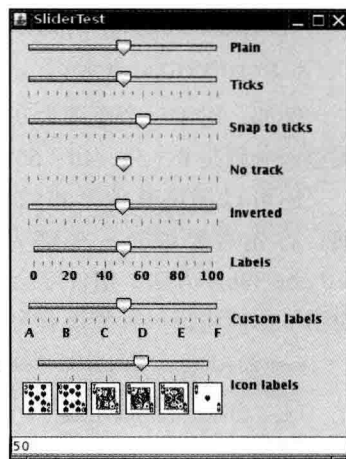 SliderTest
Plain
Ticks
Snap to ticks
No track
Inverted
0 20 40 60 80 100
Labels
A B C D E F
Custom labels
Icon labels
50